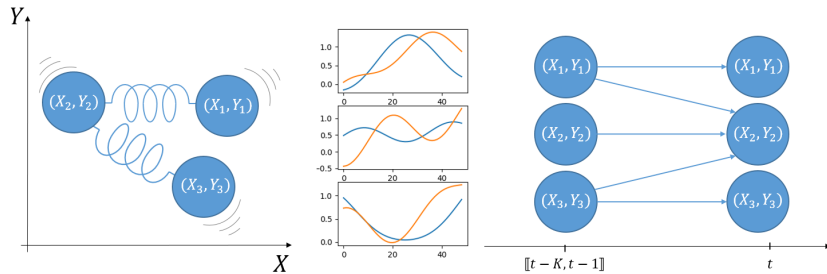 Y
(X₂, Y₂)
(X₁, Y₁)
(X₃, Y₃)
X
1.0
0.5
0.0
0 20 40
1.0
0.5
0.0
−0.5
0 20 40
1.0
0.5
0.0
0 20 40
(X₁, Y₁)
(X₁, Y₁)
(X₂, Y₂)
(X₂, Y₂)
(X₃, Y₃)
(X₃, Y₃)
⟦t − K, t − 1⟧
t